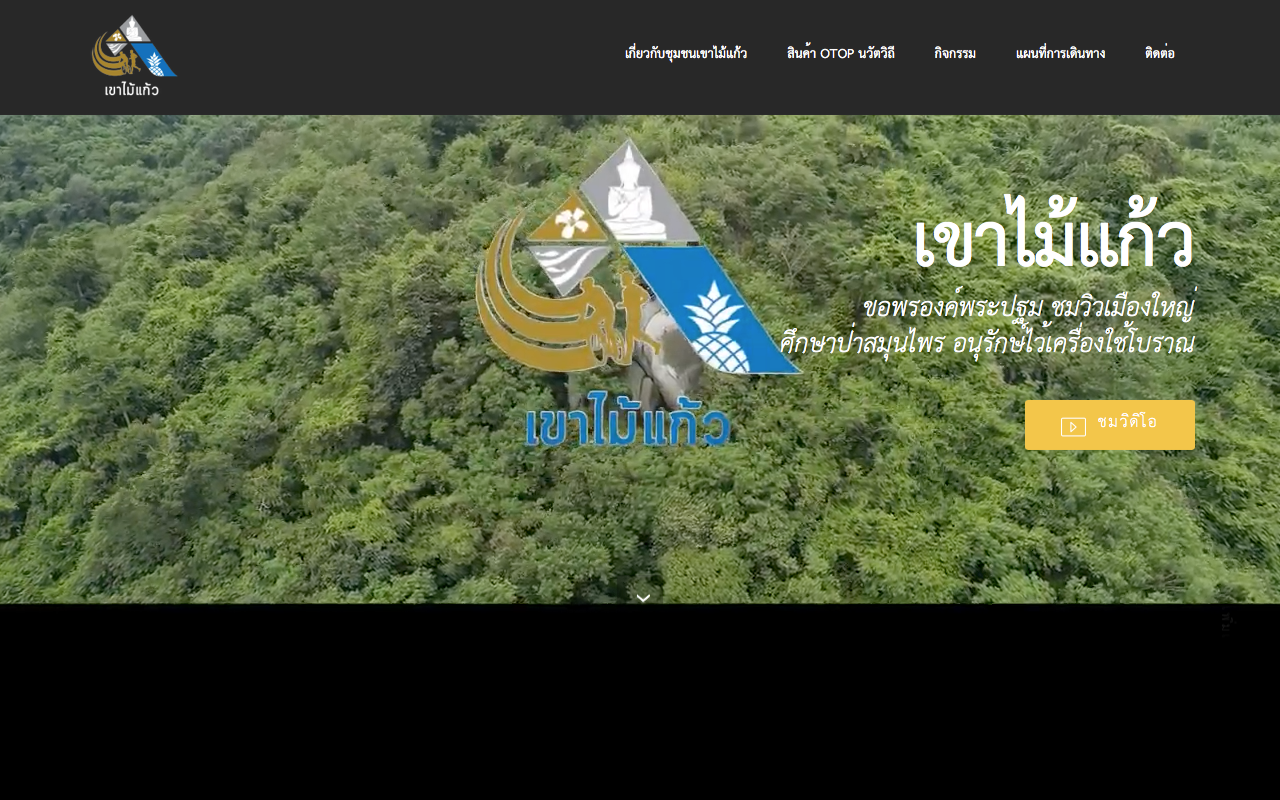 เขาไม้แก้ว
เกี่ยวกับชุมชนเขาไม้แก้ว
สินค้า OTOP นวัตวิถี
กิจกรรม
แผนที่การเดินทาง
ติดต่อ
เขาไม้แก้ว
ขอพรองค์พระปฐม ชมวิวเมืองใหญ่
ศึกษาป่าสมุนไพร อนุรักษ์ไว้เครื่องใช้โบราณ
เขาไม้แก้ว
ชมวิดิโอ